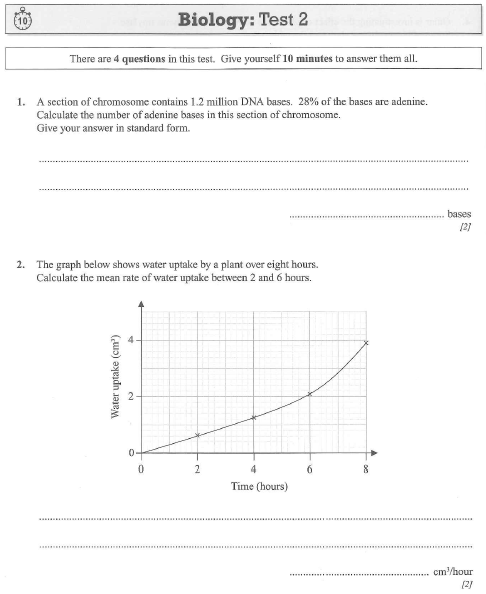 10
Biology: Test 2
There are 4 questions in this test. Give yourself 10 minutes to answer them all.
1. A section of chromosome contains 1.2 million DNA bases. 28% of the bases are adenine.
Calculate the number of adenine bases in this section of chromosome.
Give your answer in standard form.
bases
[2]
2. The graph below shows water uptake by a plant over eight hours.
Calculate the mean rate of water uptake between 2 and 6 hours.
Water uptake (cm³)
4
2
0
0 2 4 6 8
Time (hours)
cm³/hour
[2]